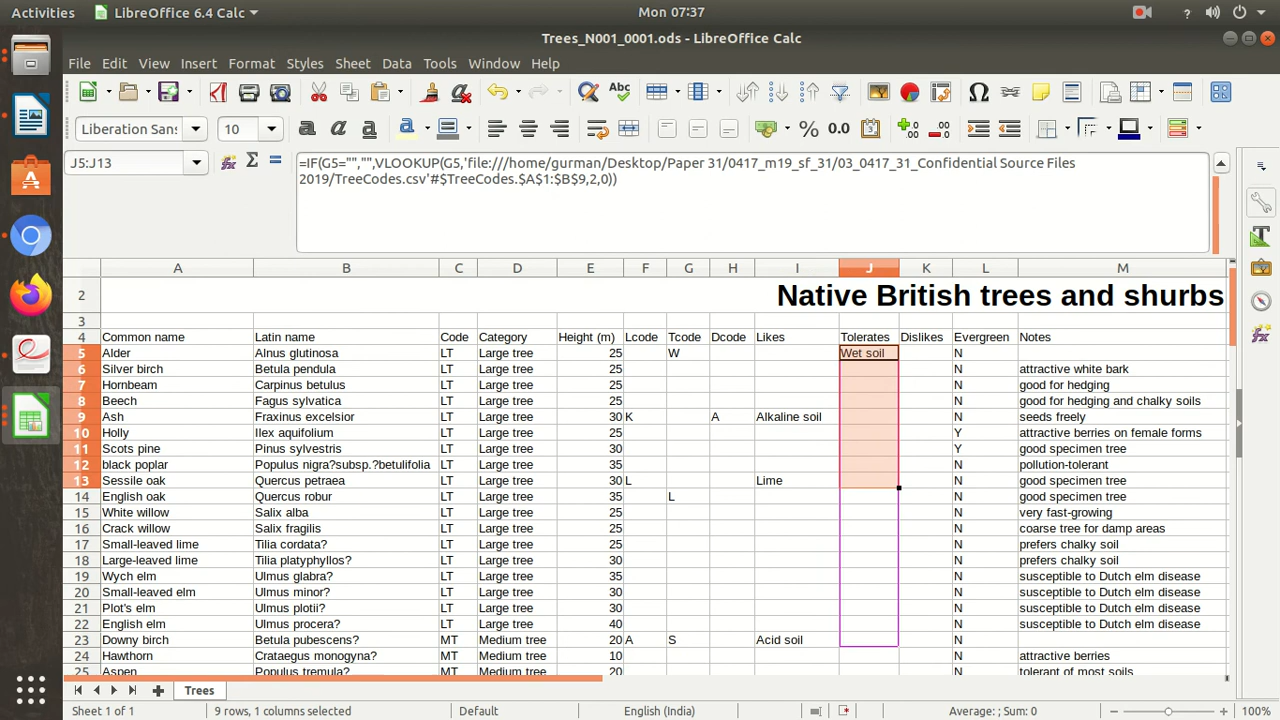 Activities LibreOffice 6.4 Calc Mon 07:37
Trees_N001_0001.ods - LibreOffice Calc
File Edit View Insert Format Styles Sheet Data Tools Window Help
Liberation Sans 10
J5:J13 =IF(G5="","",VLOOKUP(G5,'file:///home/gurman/Desktop/Paper 31/0417_m19_sf_31/03_0417_31_Confidential Source Files
2019/TreeCodes.csv'#$TreeCodes.$A$1:$B$9,2,0))
A B C D E F G H I J K L M
2 Native British trees and shurbs
3
4 Common name Latin name Code Category Height (m) Lcode Tcode Dcode Likes Tolerates Dislikes Evergreen Notes
5 Alder Alnus glutinosa LT Large tree 25 W Wet soil N
6 Silver birch Betula pendula LT Large tree 25 N attractive white bark
7 Hornbeam Carpinus betulus LT Large tree 25 N good for hedging
8 Beech Fagus sylvatica LT Large tree 25 N good for hedging and chalky soils
9 Ash Fraxinus excelsior LT Large tree 30 K A Alkaline soil N seeds freely
10 Holly Ilex aquifolium LT Large tree 25 Y attractive berries on female forms
11 Scots pine Pinus sylvestris LT Large tree 30 Y good specimen tree
12 black poplar Populus nigra?subsp.?betulifolia LT Large tree 35 N pollution-tolerant
13 Sessile oak Quercus petraea LT Large tree 30 L Lime N good specimen tree
14 English oak Quercus robur LT Large tree 35 L N good specimen tree
15 White willow Salix alba LT Large tree 25 N very fast-growing
16 Crack willow Salix fragilis LT Large tree 25 N coarse tree for damp areas
17 Small-leaved lime Tilia cordata? LT Large tree 25 N prefers chalky soil
18 Large-leaved lime Tilia platyphyllos? LT Large tree 30 N prefers chalky soil
19 Wych elm Ulmus glabra? LT Large tree 35 N susceptible to Dutch elm disease
20 Small-leaved elm Ulmus minor? LT Large tree 30 N susceptible to Dutch elm disease
21 Plot's elm Ulmus plotii? LT Large tree 30 N susceptible to Dutch elm disease
22 English elm Ulmus procera? LT Large tree 40 N susceptible to Dutch elm disease
23 Downy birch Betula pubescens? MT Medium tree 20 A S Acid soil N
24 Hawthorn Crataegus monogyna? MT Medium tree 10 N attractive berries
25 Aspen Populus tremula? MT Medium tree 20 N tolerant of most soils
Trees
Sheet 1 of 1 9 rows, 1 columns selected Default English (India) Average: ; Sum: 0 100%